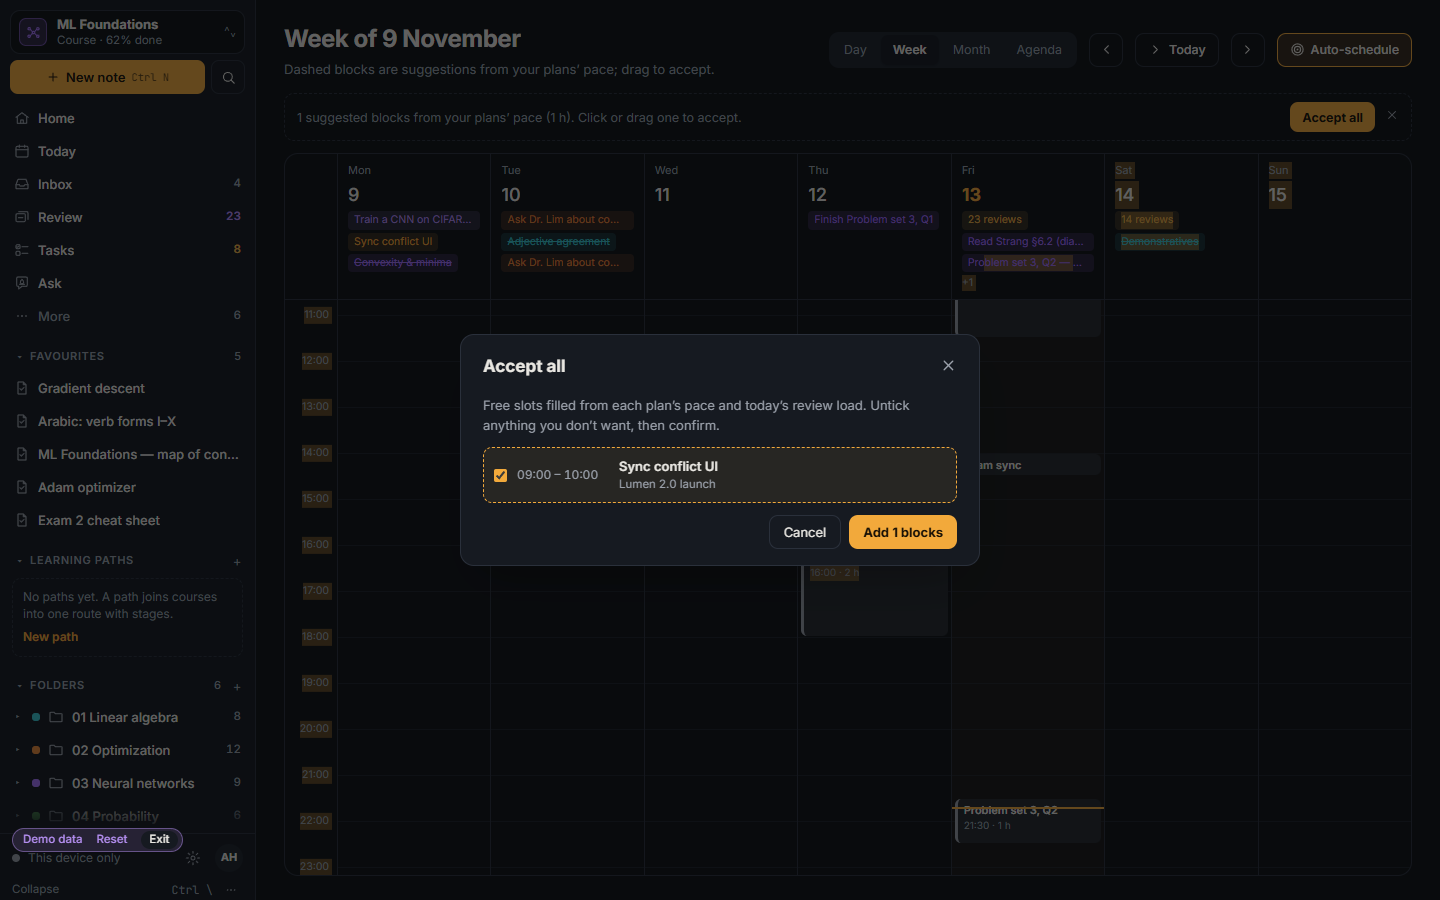 ML Foundations
Course · 62% done
+ New note Ctrl N
Home
Today
Inbox 4
Review 23
Tasks 8
Ask
More 6
FAVOURITES 5
Gradient descent
Arabic: verb forms I–X
ML Foundations — map of con...
Adam optimizer
Exam 2 cheat sheet
LEARNING PATHS +
No paths yet. A path joins courses
into one route with stages.
New path
FOLDERS 6 +
01 Linear algebra 8
02 Optimization 12
03 Neural networks 9
04 Probability 6
Demo data Reset Exit
This device only AH
Collapse Ctrl \ ...
Week of 9 November
Dashed blocks are suggestions from your plans’ pace; drag to accept.
Day Week Month Agenda
Today
Auto-schedule
1 suggested blocks from your plans’ pace (1 h). Click or drag one to accept.
Accept all
Mon Tue Wed Thu Fri Sat Sun
9 10 11 12 13 14 15
Train a CNN on CIFAR...
Sync conflict UI
Convexity & minima
Ask Dr. Lim about co...
Adjective agreement
Ask Dr. Lim about co...
Finish Problem set 3, Q1
23 reviews
Read Strang §6.2 (dia...
Problem set 3, Q2 — ...
+1
14 reviews
Demonstratives
11:00
12:00
13:00
14:00
15:00
16:00
17:00
18:00
19:00
20:00
21:00
22:00
23:00
am sync
16:00 · 2 h
Problem set 3, Q2
21:30 · 1 h
Accept all
Free slots filled from each plan’s pace and today’s review load. Untick
anything you don’t want, then confirm.
09:00 – 10:00
Sync conflict UI
Lumen 2.0 launch
Cancel
Add 1 blocks